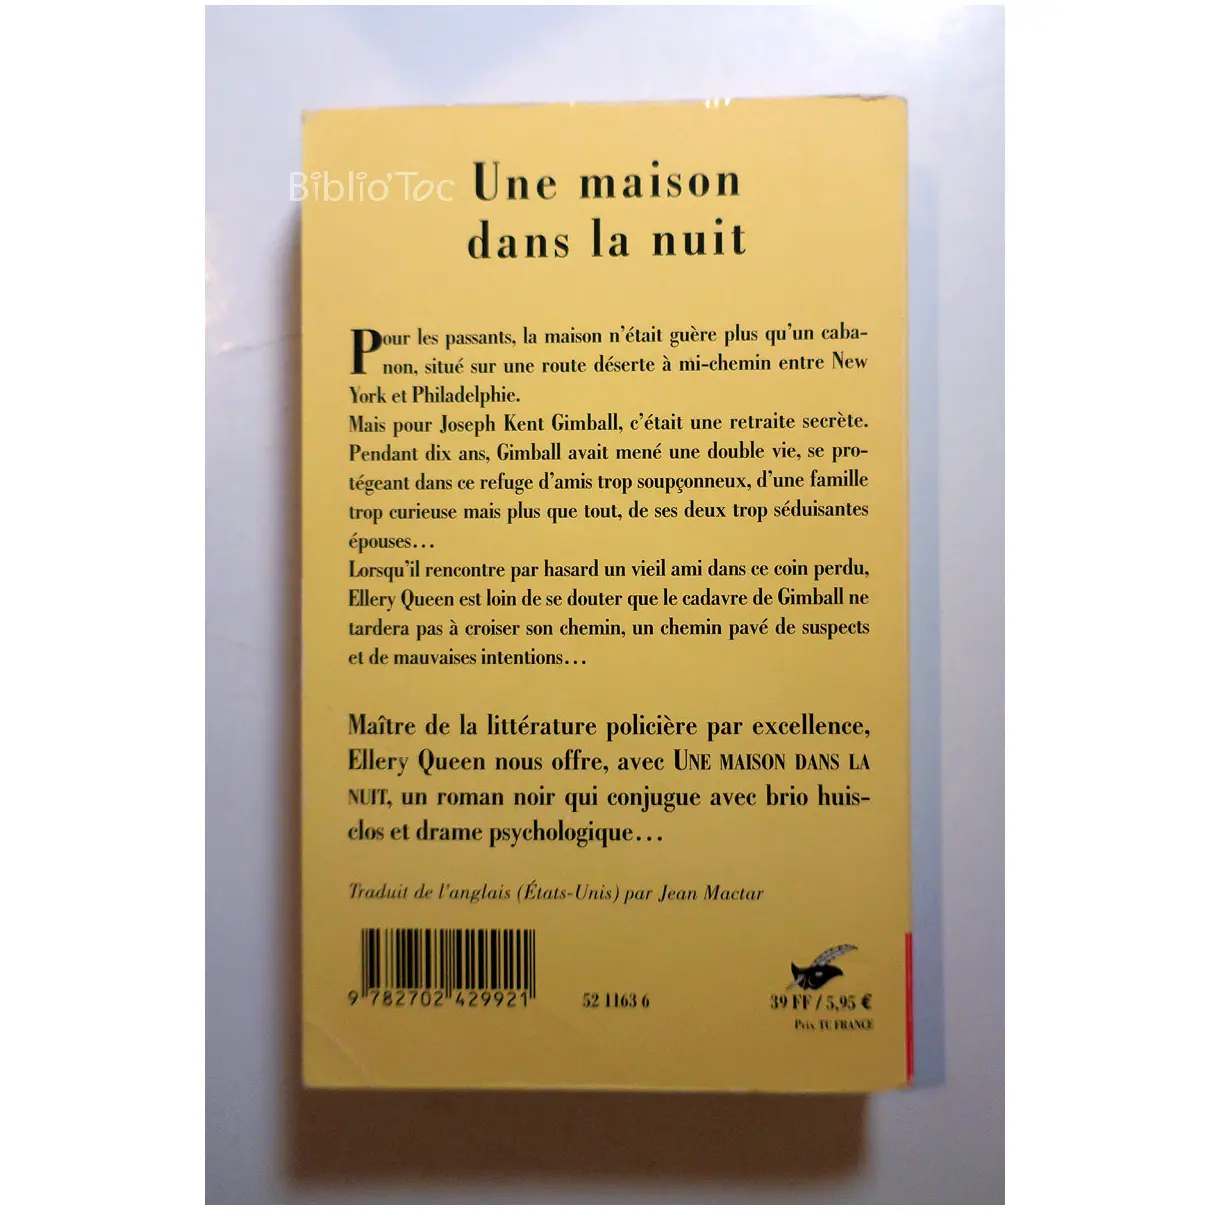 Biblio'Toc
Une maison
dans la nuit
Pour les passants, la maison n'était guère plus qu'un caba-
non, situé sur une route déserte à mi-chemin entre New
York et Philadelphie.
Mais pour Joseph Kent Gimball, c'était une retraite secrète.
Pendant dix ans, Gimball avait mené une double vie, se pro-
tégeant dans ce refuge d'amis trop soupçonneux, d'une famille
trop curieuse mais plus que tout, de ses deux trop séduisantes
épouses...
Lorsqu'il rencontre par hasard un vieil ami dans ce coin perdu,
Ellery Queen est loin de se douter que le cadavre de Gimball ne
tardera pas à croiser son chemin, un chemin pavé de suspects
et de mauvaises intentions...
Maître de la littérature policière par excellence,
Ellery Queen nous offre, avec UNE MAISON DANS LA
NUIT, un roman noir qui conjugue avec brio huis-
clos et drame psychologique...
Traduit de l'anglais (États-Unis) par Jean Mactar
9 782702 429921
52 1163 6
39 FF / 5,95 €
Prix TC FRANCE